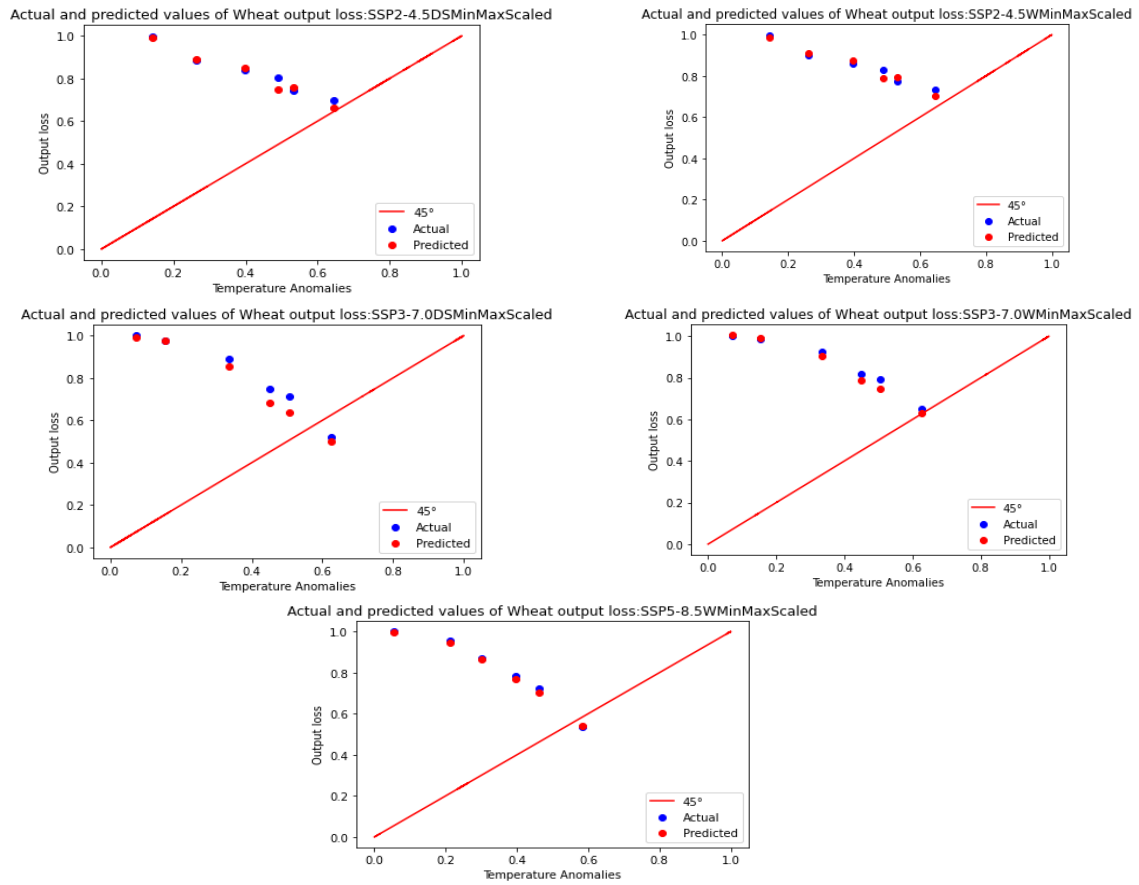 Actual and predicted values of Wheat output loss:SSP2-4.5DSMinMaxScaled
1.0
0.8
0.6
0.4
0.2
0.0
Output loss
45°
Actual
Predicted
0.0 0.2 0.4 0.6 0.8 1.0
Temperature Anomalies
Actual and predicted values of Wheat output loss:SSP2-4.5WMinMaxScaled
1.0
0.8
0.6
0.4
0.2
0.0
Output loss
45°
Actual
Predicted
0.0 0.2 0.4 0.6 0.8 1.0
Temperature Anomalies
Actual and predicted values of Wheat output loss:SSP3-7.0DSMinMaxScaled
1.0
0.8
0.6
0.4
0.2
0.0
Output loss
45°
Actual
Predicted
0.0 0.2 0.4 0.6 0.8 1.0
Temperature Anomalies
Actual and predicted values of Wheat output loss:SSP3-7.0WMinMaxScaled
1.0
0.8
0.6
0.4
0.2
0.0
Output loss
45°
Actual
Predicted
0.0 0.2 0.4 0.6 0.8 1.0
Temperature Anomalies
Actual and predicted values of Wheat output loss:SSP5-8.5WMinMaxScaled
1.0
0.8
0.6
0.4
0.2
0.0
Output loss
45°
Actual
Predicted
0.0 0.2 0.4 0.6 0.8 1.0
Temperature Anomalies